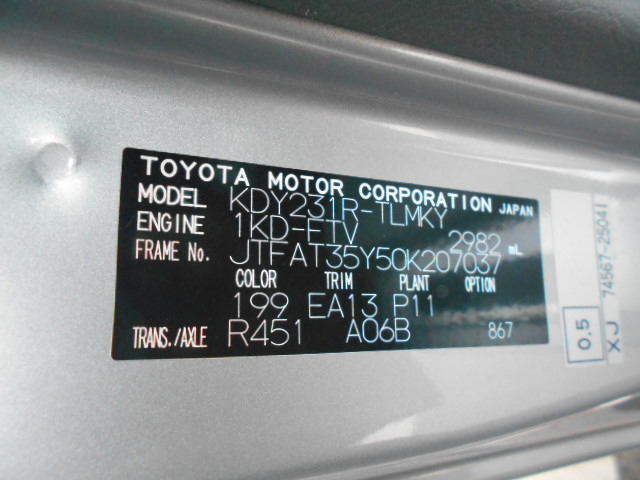 TOYOTA MOTOR CORPORATION JAPAN
MODEL KDY231R-TLMKY
ENGINE 1KD-FTV 2982 mL
FRAME No. JTFAT35Y50K207037
COLOR TRIM PLANT OPTION
199 EA13 P11
TRANS./AXLE R451 A06B 867
0.5
XJ 74567-25041